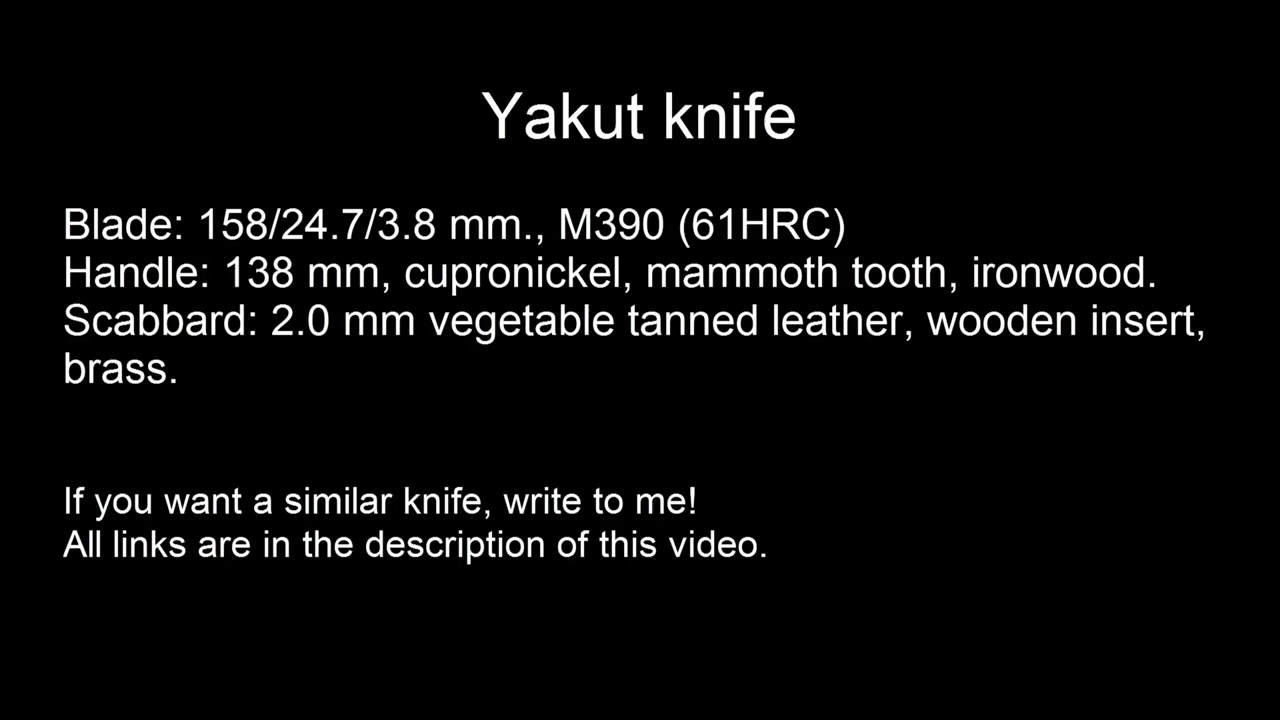 Yakut knife
Blade: 158/24.7/3.8 mm., M390 (61HRC)
Handle: 138 mm, cupronickel, mammoth tooth, ironwood.
Scabbard: 2.0 mm vegetable tanned leather, wooden insert,
brass.
If you want a similar knife, write to me!
All links are in the description of this video.